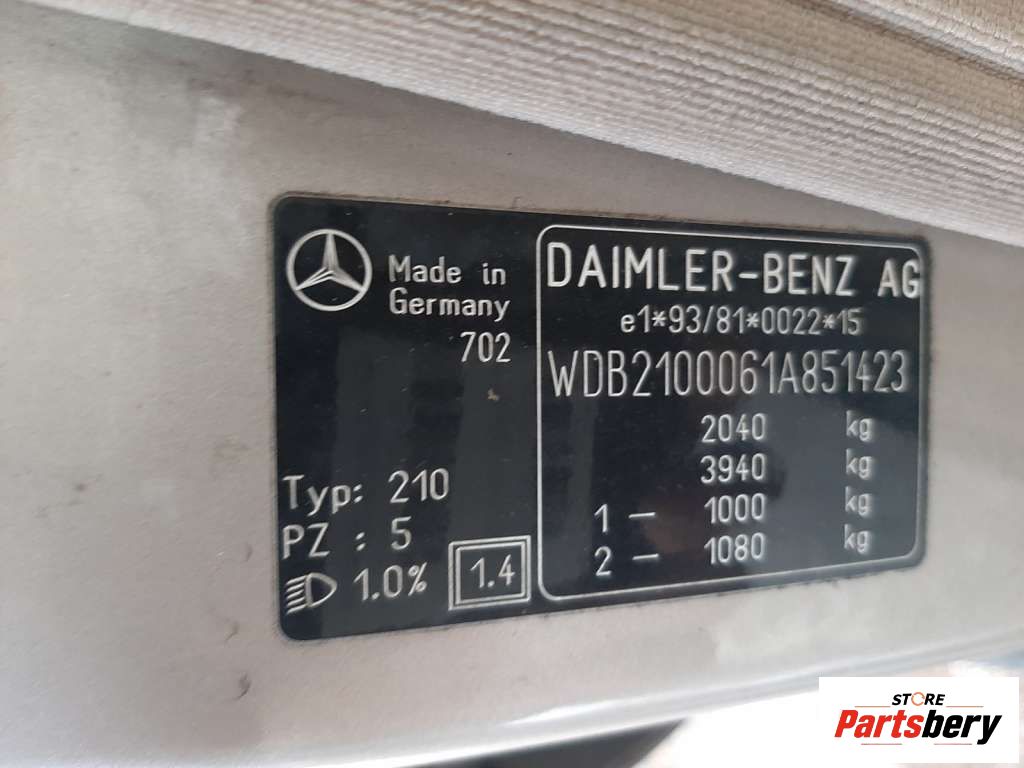 Made in
Germany
702
Typ: 210
PZ : 5
1.0%
1.4
DAIMLER-BENZ AG
e1*93/81*0022*15
WDB2100061A851423
2040 kg
3940 kg
1 — 1000 kg
2 — 1080 kg
STORE
Partsbery